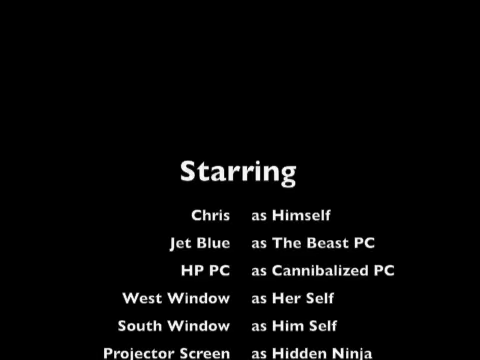 Starring
Chris as Himself
Jet Blue as The Beast PC
HP PC as Cannibalized PC
West Window as Her Self
South Window as Him Self
Projector Screen as Hidden Ninja